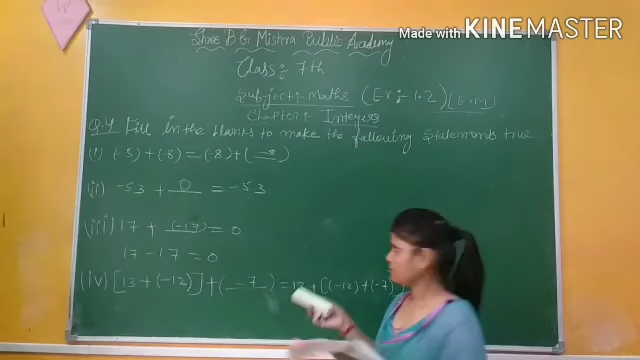 Made with KINEMASTER
Shree B G Mishra Public Academy
Class:- 7th
Subject:- Maths (Ex:- 1.2)
Chapter:- Integers
Q.4 Fill in the blanks to make the following statements true
(i) (-5) + (-8) = (-8) + ( )
(ii) -53 + 0 = -53
(iii) 17 + (-17) = 0
17 - 17 = 0
(iv) [13 + (-12)] + ( -7 ) = 13 + [(-12) + (-7)]